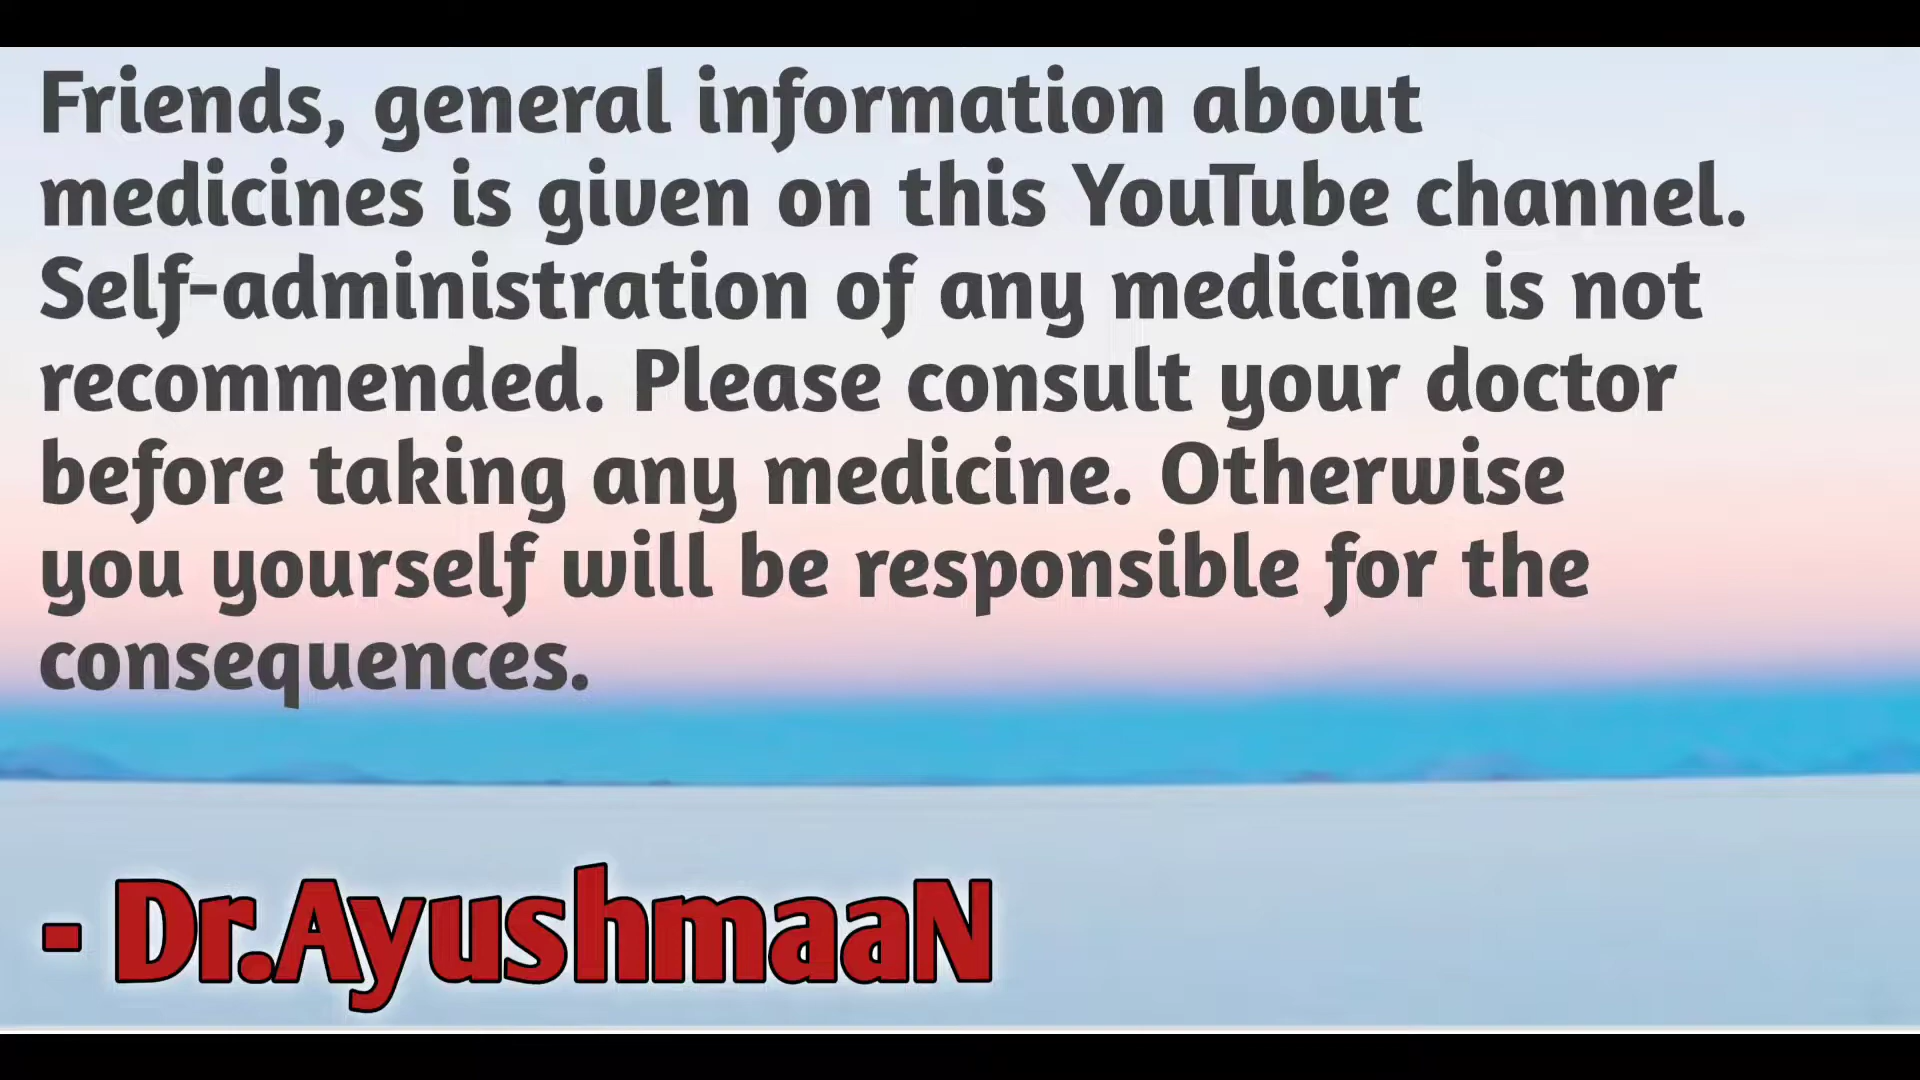 Friends, general information about
medicines is given on this YouTube channel.
Self-administration of any medicine is not
recommended. Please consult your doctor
before taking any medicine. Otherwise
you yourself will be responsible for the
consequences.
- Dr.AyushmaaN